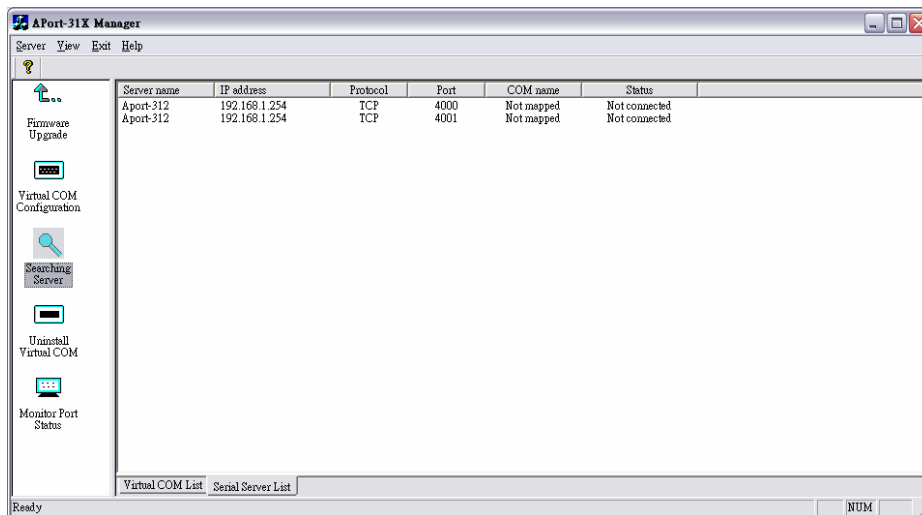 APort-31X Manager
Server View Exit Help
Server name IP address Protocol Port COM name Status
Aport-312 192.168.1.254 TCP 4000 Not mapped Not connected
Aport-312 192.168.1.254 TCP 4001 Not mapped Not connected
Firmware
Upgrade
Virtual COM
Configuration
Searching
Server
Uninstall
Virtual COM
Monitor Port
Status
Virtual COM List Serial Server List
Ready NUM